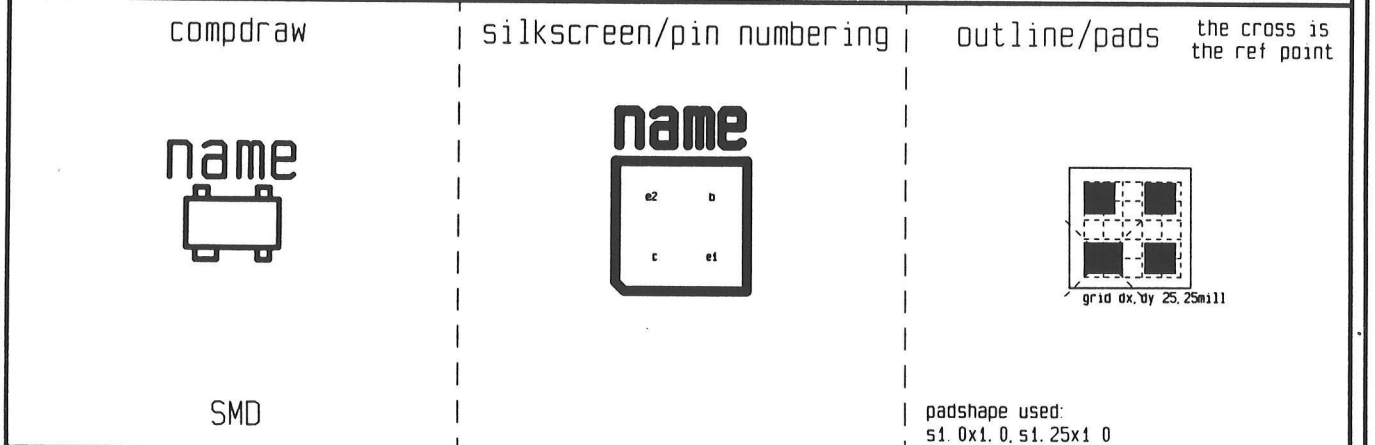 compdraw
silkscreen/pin numbering
outline/pads
the cross is
the ref point
name
name
e2 b
c e1
grid dx,dy 25,25mill
SMD
padshape used:
s1.0x1.0,s1.25x1 0